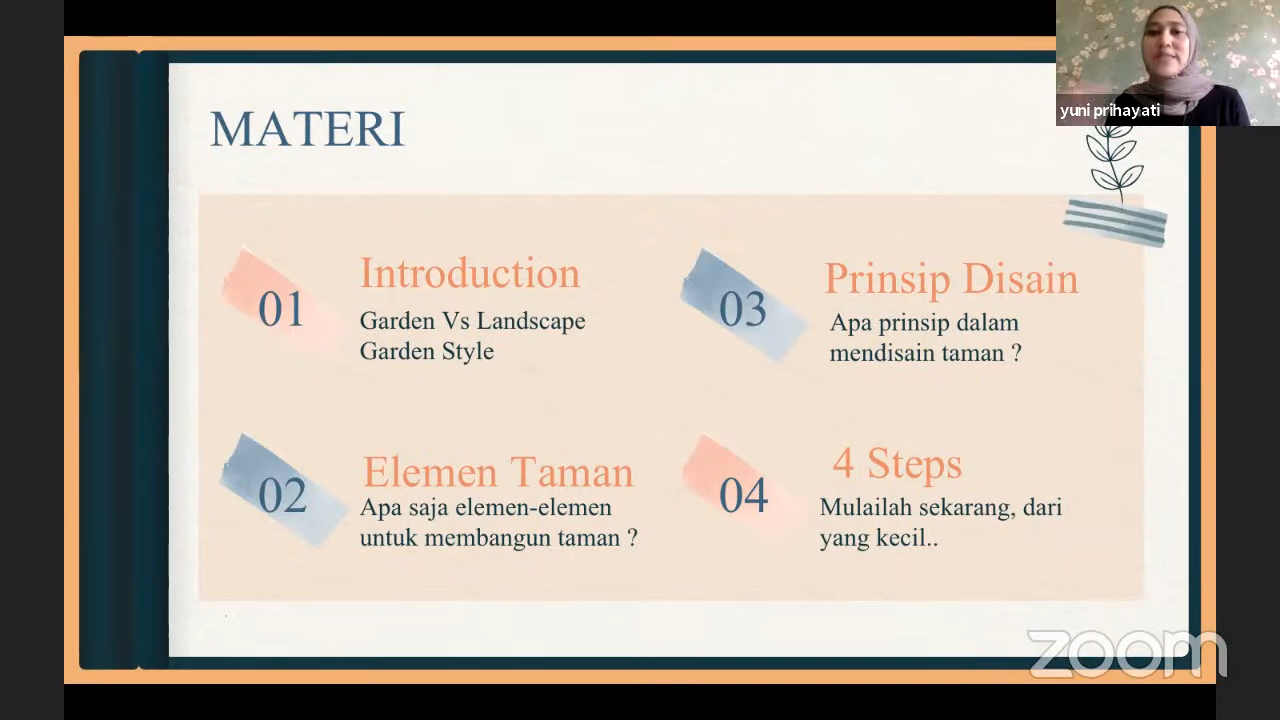 MATERI
01
Introduction
Garden Vs Landscape
Garden Style
02
Elemen Taman
Apa saja elemen-elemen
untuk membangun taman ?
03
Prinsip Disain
Apa prinsip dalam
mendisain taman ?
04
4 Steps
Mulailah sekarang, dari
yang kecil..
yuni prihayati
zoom